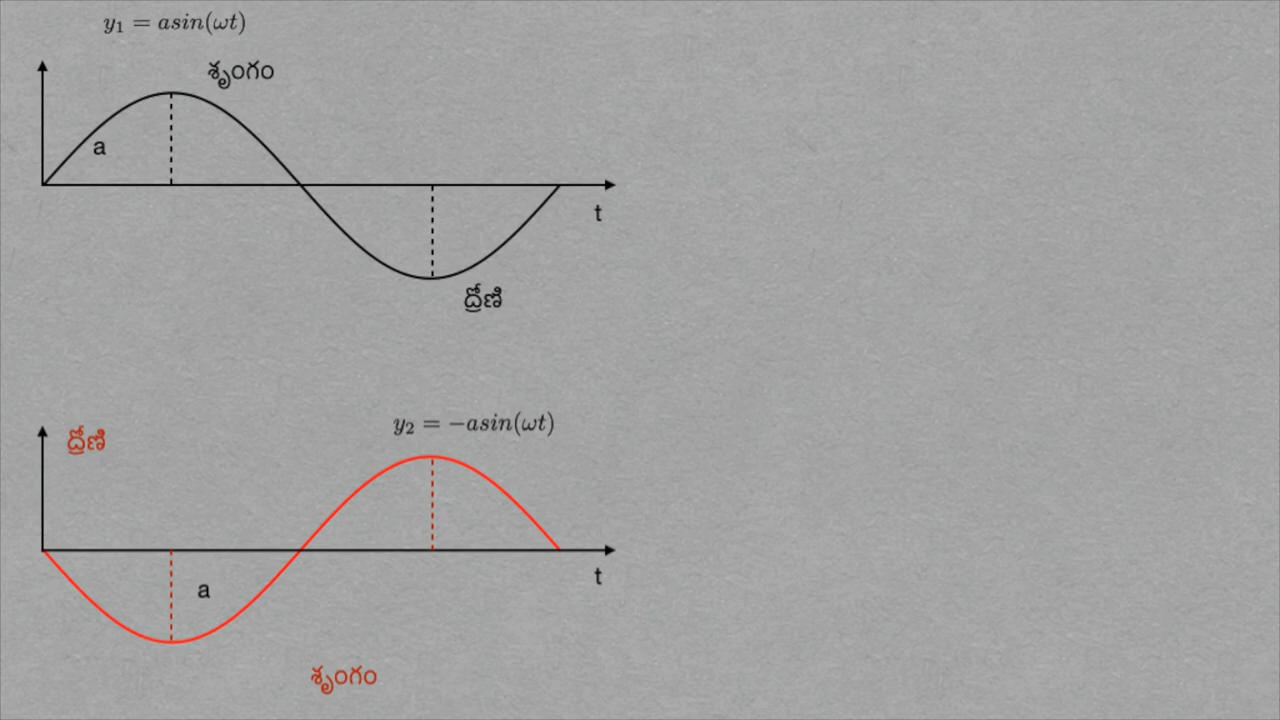 y₁ = asin(ωt)
శృంగం
a
t
ద్రోణి
y₂ = −asin(ωt)
ద్రోణి
t
a
శృంగం